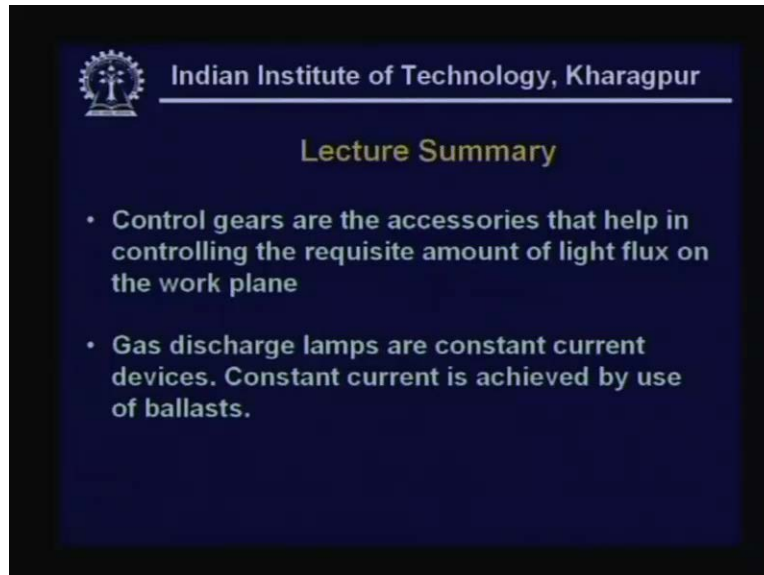 Indian Institute of Technology, Kharagpur
Lecture Summary
• Control gears are the accessories that help in
controlling the requisite amount of light flux on
the work plane
• Gas discharge lamps are constant current
devices. Constant current is achieved by use
of ballasts.